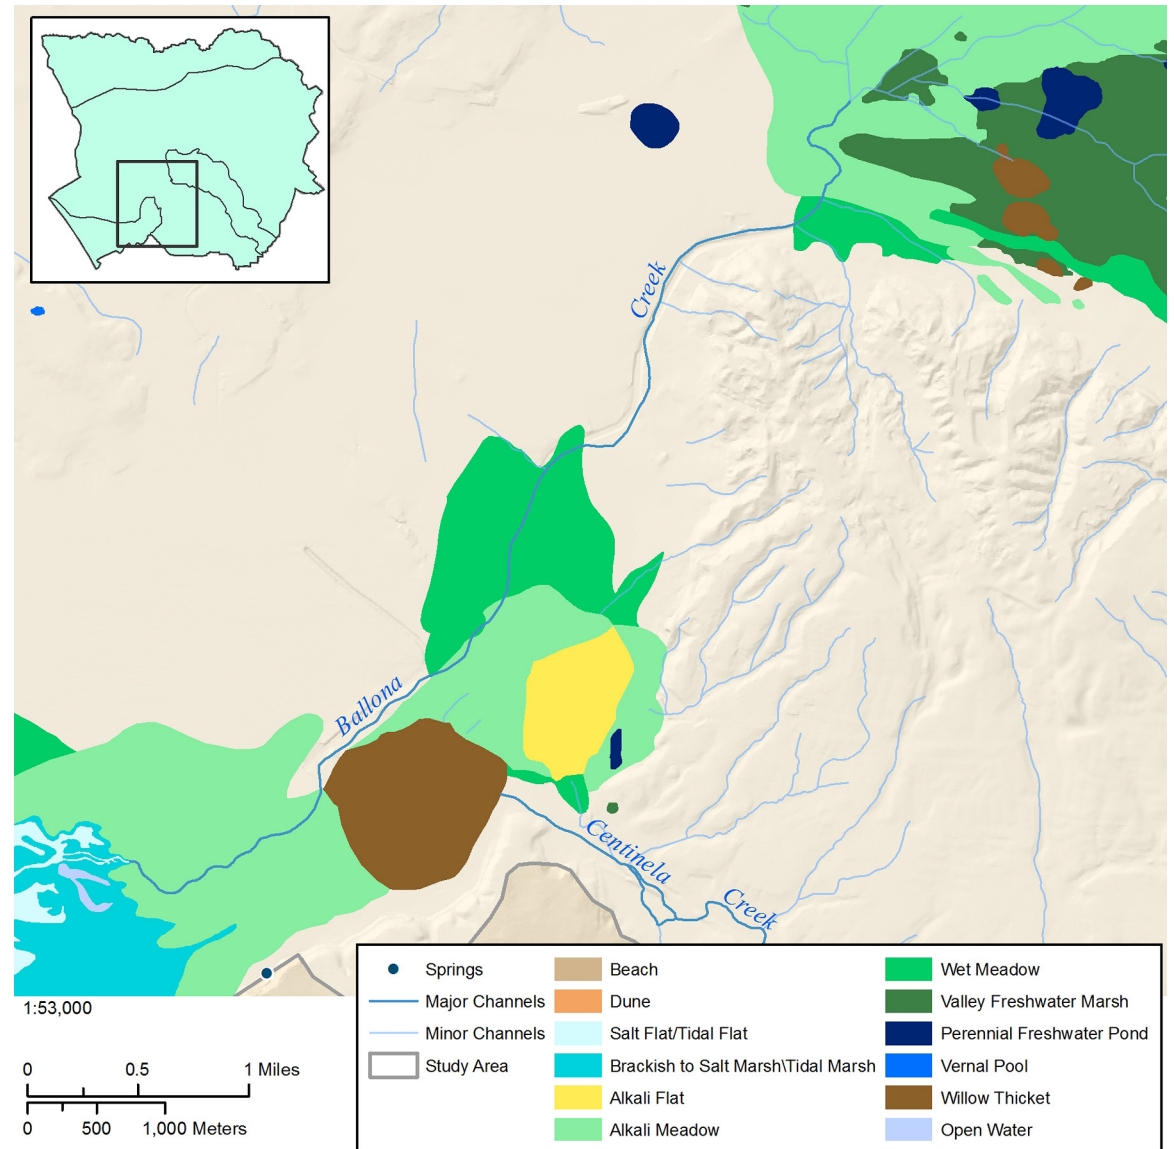 Creek
Ballona
Centinela
Creek
1:53,000
0 0.5 1 Miles
0 500 1,000 Meters
Springs
Major Channels
Minor Channels
Study Area
Beach
Dune
Salt Flat/Tidal Flat
Brackish to Salt Marsh\Tidal Marsh
Alkali Flat
Alkali Meadow
Wet Meadow
Valley Freshwater Marsh
Perennial Freshwater Pond
Vernal Pool
Willow Thicket
Open Water